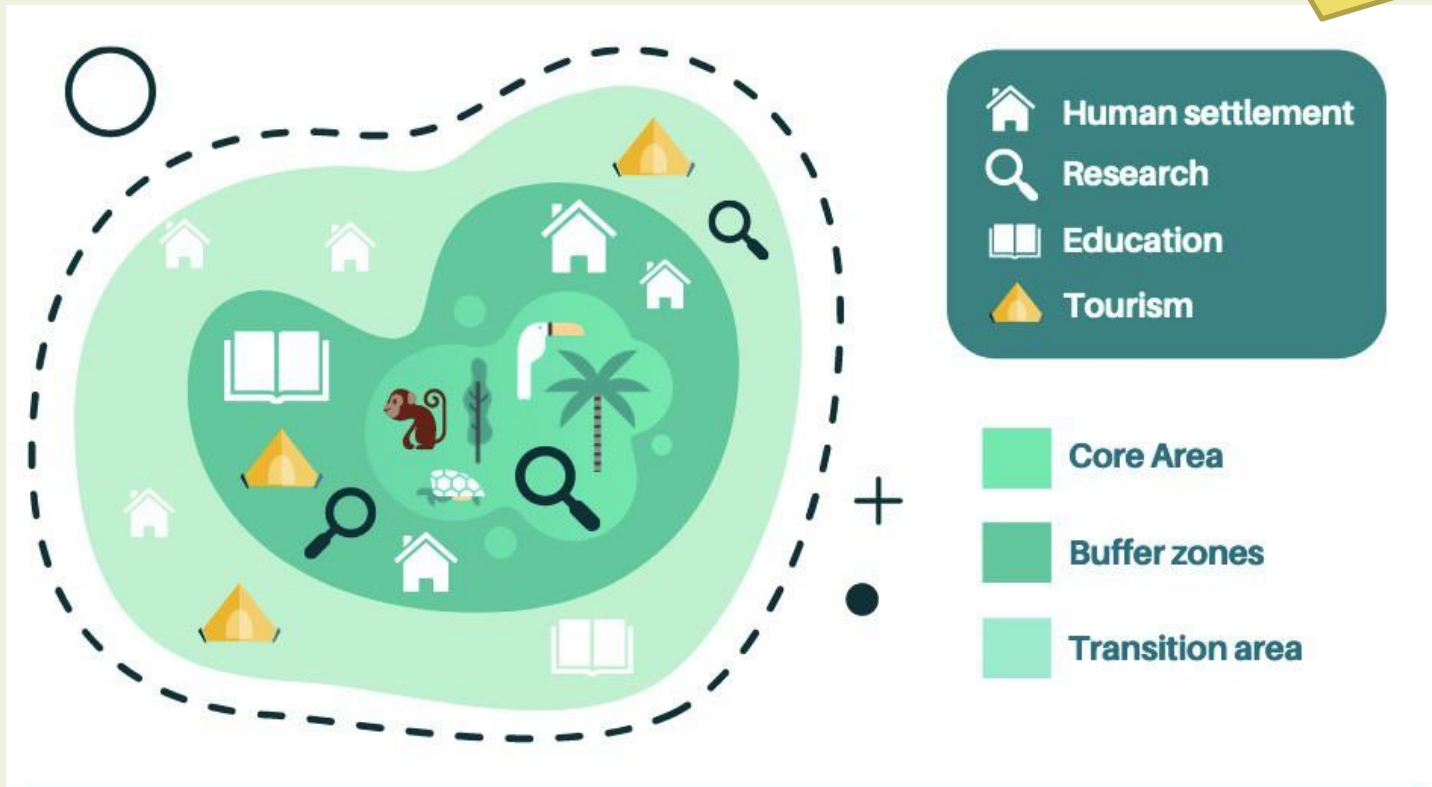 Human settlement
Research
Education
Tourism
Core Area
Buffer zones
Transition area